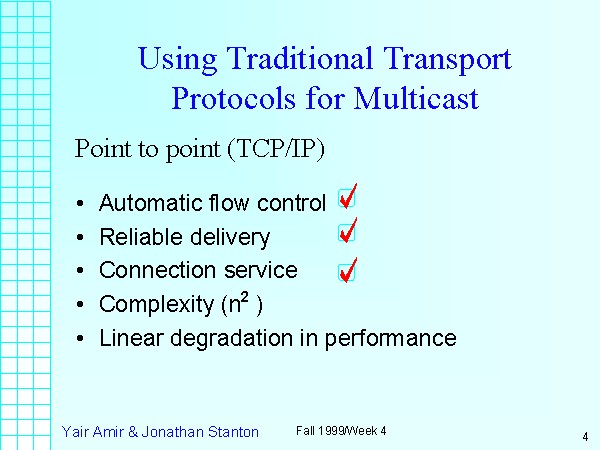 Using Traditional Transport
Protocols for Multicast
Point to point (TCP/IP)
• Automatic flow control
• Reliable delivery
• Connection service
• Complexity (n² )
• Linear degradation in performance
Yair Amir & Jonathan Stanton
Fall 1999/Week 4
4